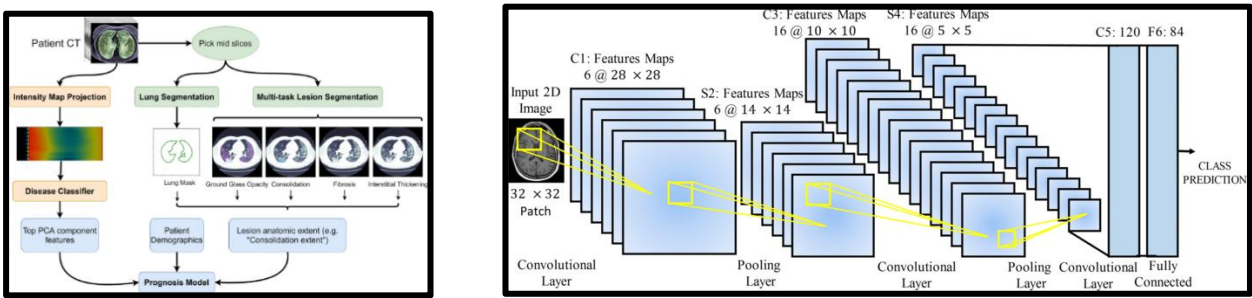 Patient CT
Pick mid slices
Intensity Map Projection
Lung Segmentation
Multi-task Lesion Segmentation
Lung Mask
Ground Glass Opacity
Consolidation
Fibrosis
Interstitial Thickening
Disease Classifier
Top PCA component
features
Patient
Demographics
Lesion anatomic extent (e.g.
"Consolidation extent")
Prognosis Model
C3: Features Maps
16 @ 10 × 10
S4: Features Maps
16 @ 5 × 5
C5: 120
F6: 84
C1: Features Maps
6 @ 28 × 28
S2: Features Maps
6 @ 14 × 14
Input 2D
Image
32 × 32
Patch
CLASS
PREDICTION
Convolutional
Layer
Pooling
Layer
Convolutional
Layer
Pooling
Layer
Convolutional
Layer
Fully
Connected